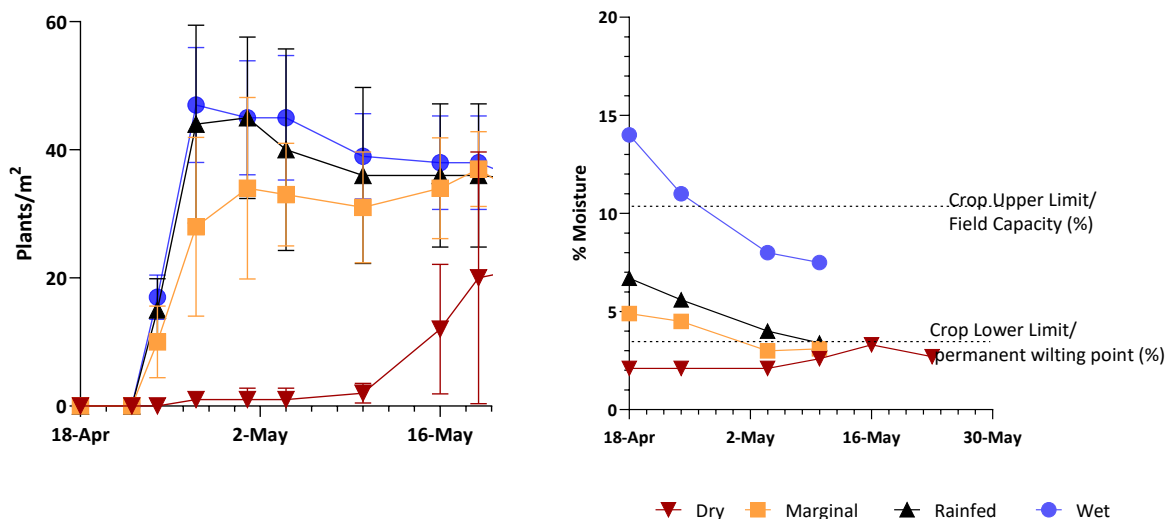 60
40
20
0
Plants/m²
18-Apr
2-May
16-May
20
15
10
5
0
% Moisture
Crop Upper Limit/
Field Capacity (%)
Crop Lower Limit/
permanent wilting point (%)
18-Apr
2-May
16-May
30-May
Dry
Marginal
Rainfed
Wet